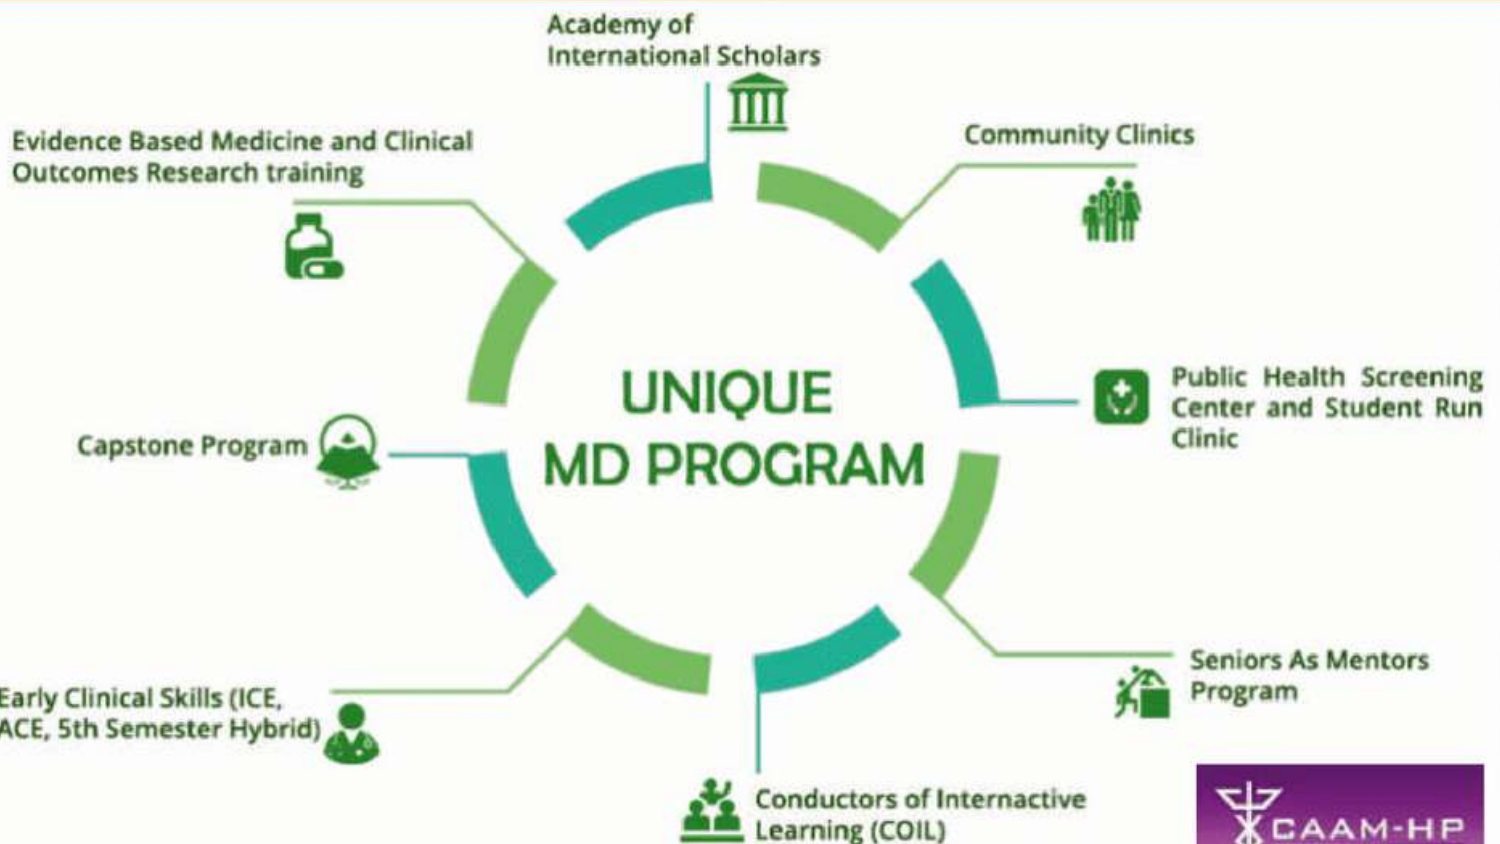 Academy of
International Scholars
Community Clinics
Evidence Based Medicine and Clinical
Outcomes Research training
Public Health Screening
Center and Student Run
Clinic
UNIQUE
MD PROGRAM
Capstone Program
Seniors As Mentors
Program
Early Clinical Skills (ICE,
ACE, 5th Semester Hybrid)
Conductors of Internactive
Learning (COIL)
CAAM-HP